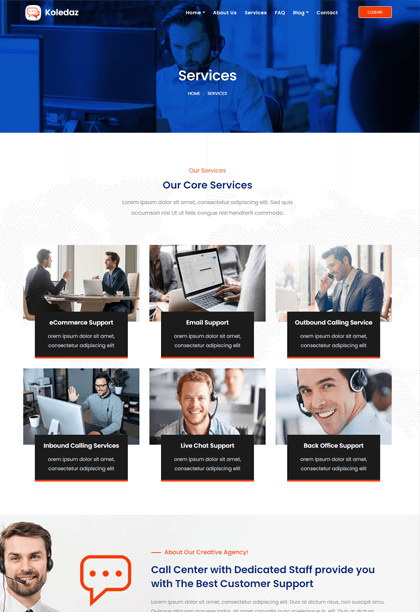 Koledaz
Home About Us Services FAQ Blog Contact
LOGIN
Services
HOME SERVICES
Our Services
Our Core Services
Lorem ipsum dolor sit amet, consectetur adipiscing elit. Sed quis
accumsan nisi Ut ut felis congue nisl hendrerit commodo.
eCommerce Support
orem ipsum dolor sit amet,
consectetur adipiscing elit
Email Support
orem ipsum dolor sit amet,
consectetur adipiscing elit
Outbound Calling Service
orem ipsum dolor sit amet,
consectetur adipiscing elit
Inbound Calling Services
orem ipsum dolor sit amet,
consectetur adipiscing elit
Live Chat Support
orem ipsum dolor sit amet,
consectetur adipiscing elit
Back Office Support
orem ipsum dolor sit amet,
consectetur adipiscing elit
About Our Creative Agency!
Call Center with Dedicated Staff provide you
with The Best Customer Support
Lorem ipsum dolor sit amet, consectetur adipiscing elit. Duis at dictum risus, non suscipit arcu.